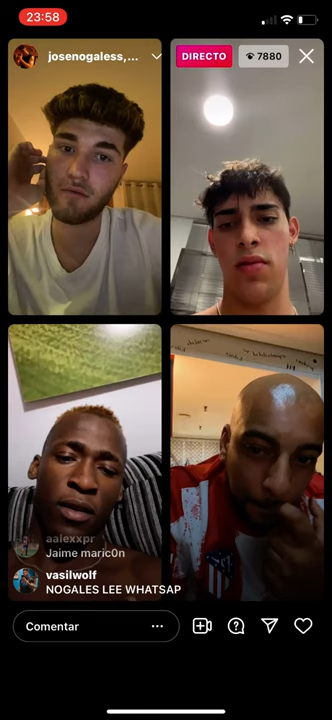 23:58
josenogaless,...
DIRECTO
7880
aalexxpr
Jaime maric0n
vasilwolf
NOGALES LEE WHATSAP
Comentar